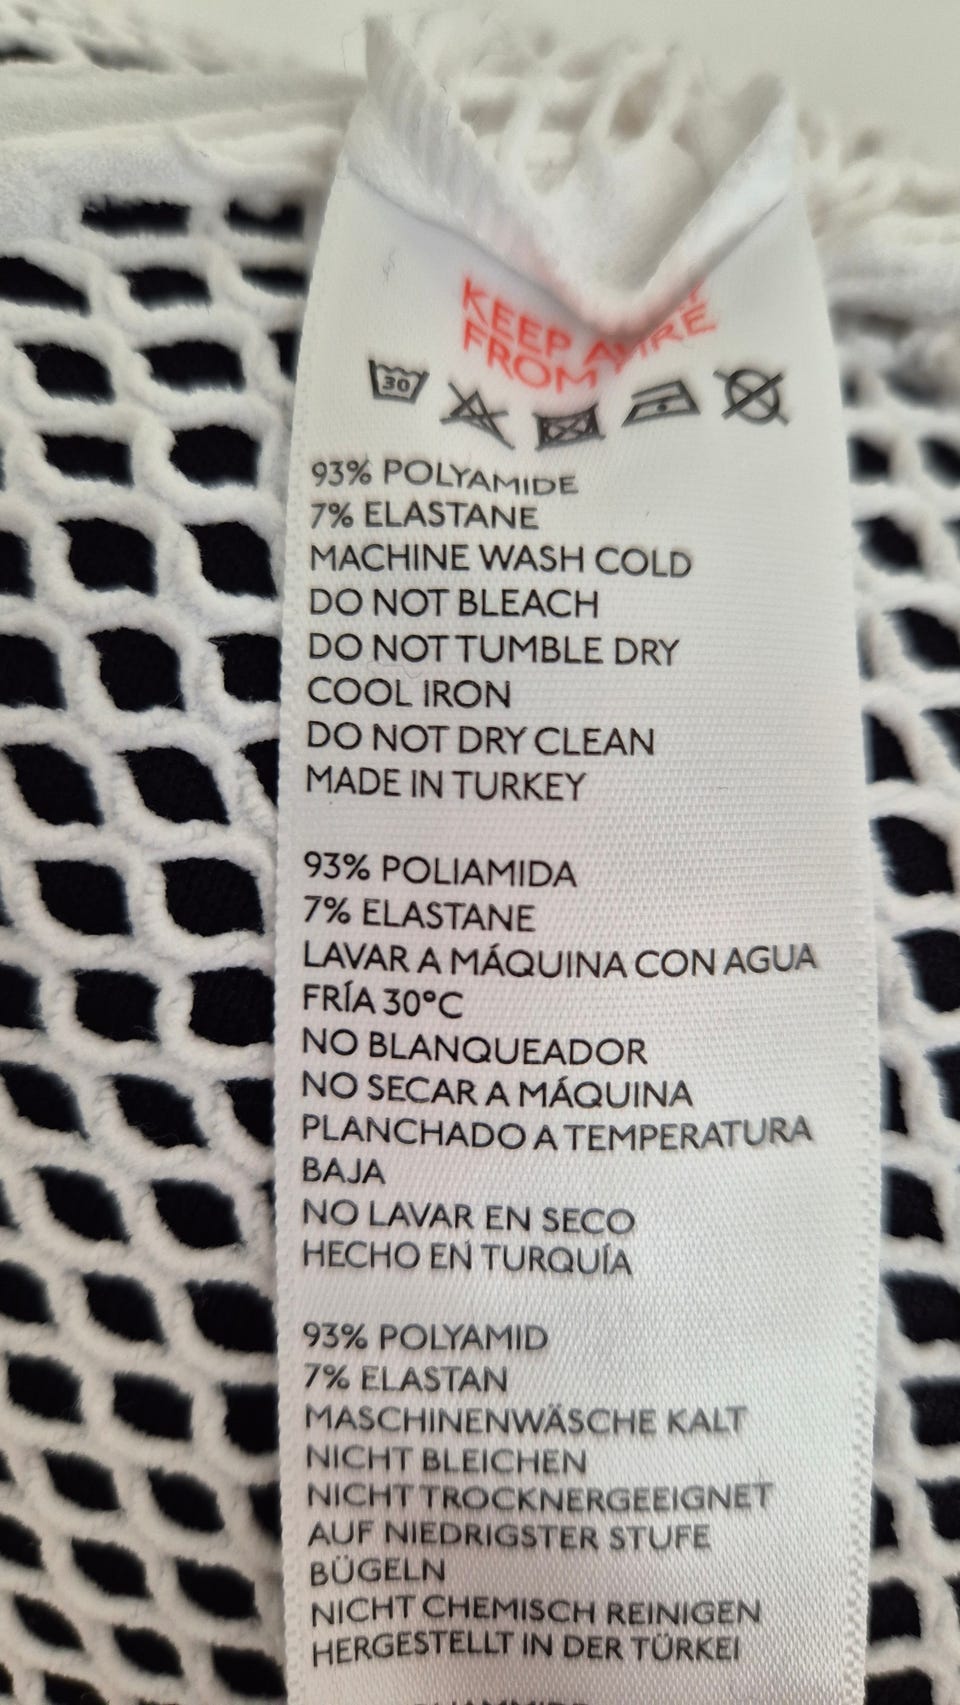 KEEP
FROM FIRE
30
93% POLYAMIDE
7% ELASTANE
MACHINE WASH COLD
DO NOT BLEACH
DO NOT TUMBLE DRY
COOL IRON
DO NOT DRY CLEAN
MADE IN TURKEY
93% POLIAMIDA
7% ELASTANE
LAVAR A MÁQUINA CON AGUA
FRÍA 30°C
NO BLANQUEADOR
NO SECAR A MÁQUINA
PLANCHADO A TEMPERATURA
BAJA
NO LAVAR EN SECO
HECHO EN TURQUÍA
93% POLYAMID
7% ELASTAN
MASCHINENWÄSCHE KALT
NICHT BLEICHEN
NICHT TROCKNERGEEIGNET
AUF NIEDRIGSTER STUFE
BÜGELN
NICHT CHEMISCH REINIGEN
HERGESTELLT IN DER TÜRKEI